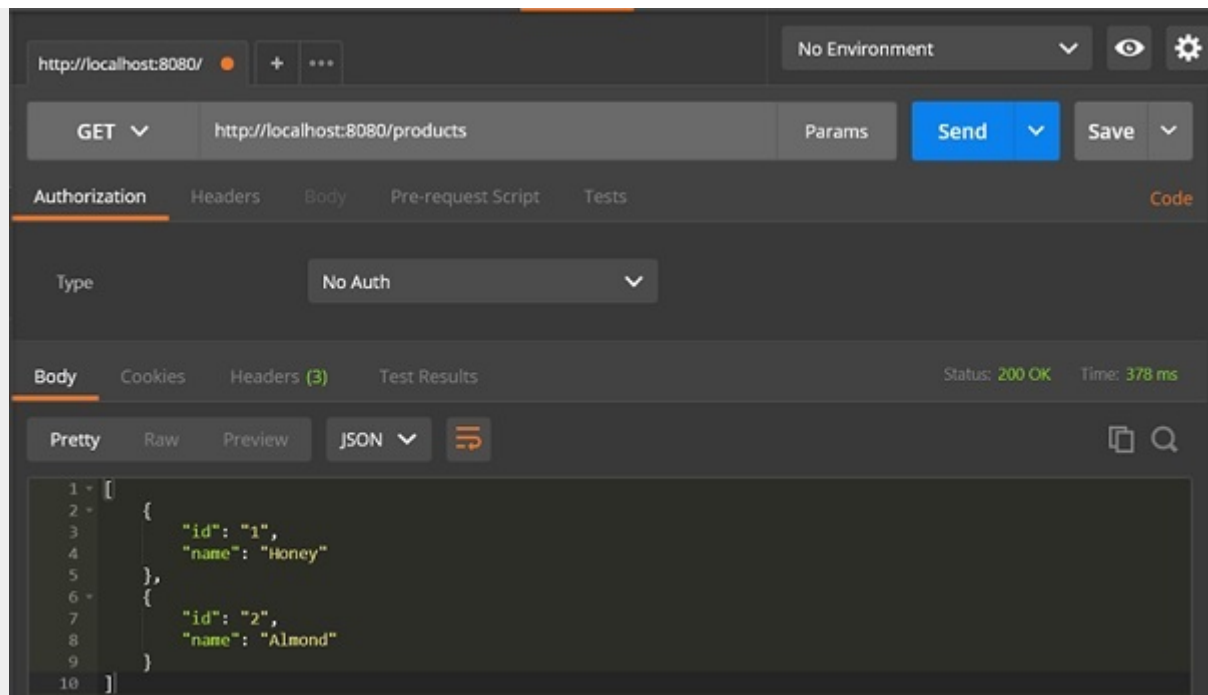 http://localhost:8080/ + •••
No Environment
GET http://localhost:8080/products Params Send Save
Authorization Headers Body Pre-request Script Tests Code
Type No Auth
Body Cookies Headers (3) Test Results Status: 200 OK Time: 378 ms
Pretty Raw Preview JSON
1 [
2 {
3 "id": "1",
4 "name": "Honey"
5 },
6 {
7 "id": "2",
8 "name": "Almond"
9 }
10 ]